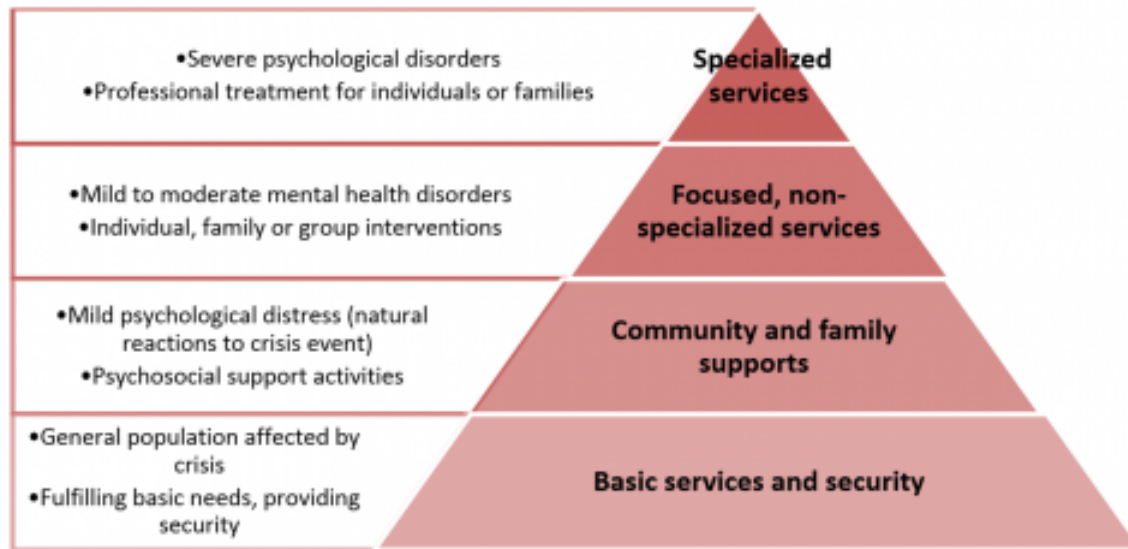 •Severe psychological disorders
•Professional treatment for individuals or families
Specialized
services
•Mild to moderate mental health disorders
•Individual, family or group interventions
Focused, non-
specialized services
•Mild psychological distress (natural
reactions to crisis event)
•Psychosocial support activities
Community and family
supports
•General population affected by
crisis
•Fulfilling basic needs, providing
security
Basic services and security